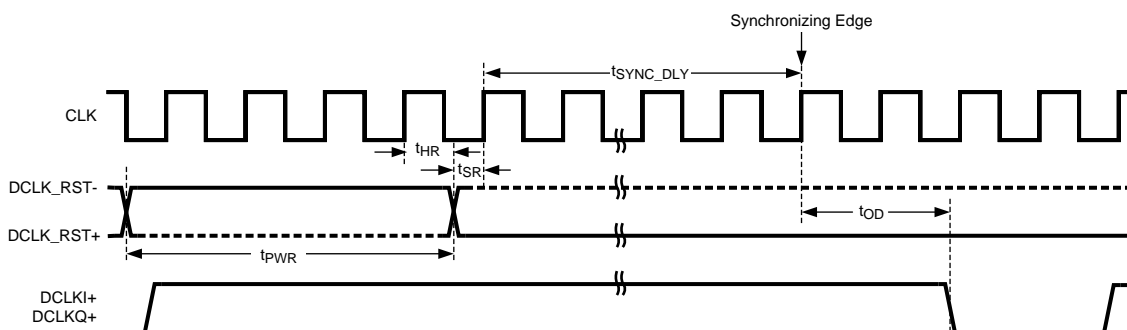 Synchronizing Edge
tSYNC_DLY
CLK
tHR
tSR
DCLK_RST-
tOD
DCLK_RST+
tPWR
DCLKI+
DCLKQ+